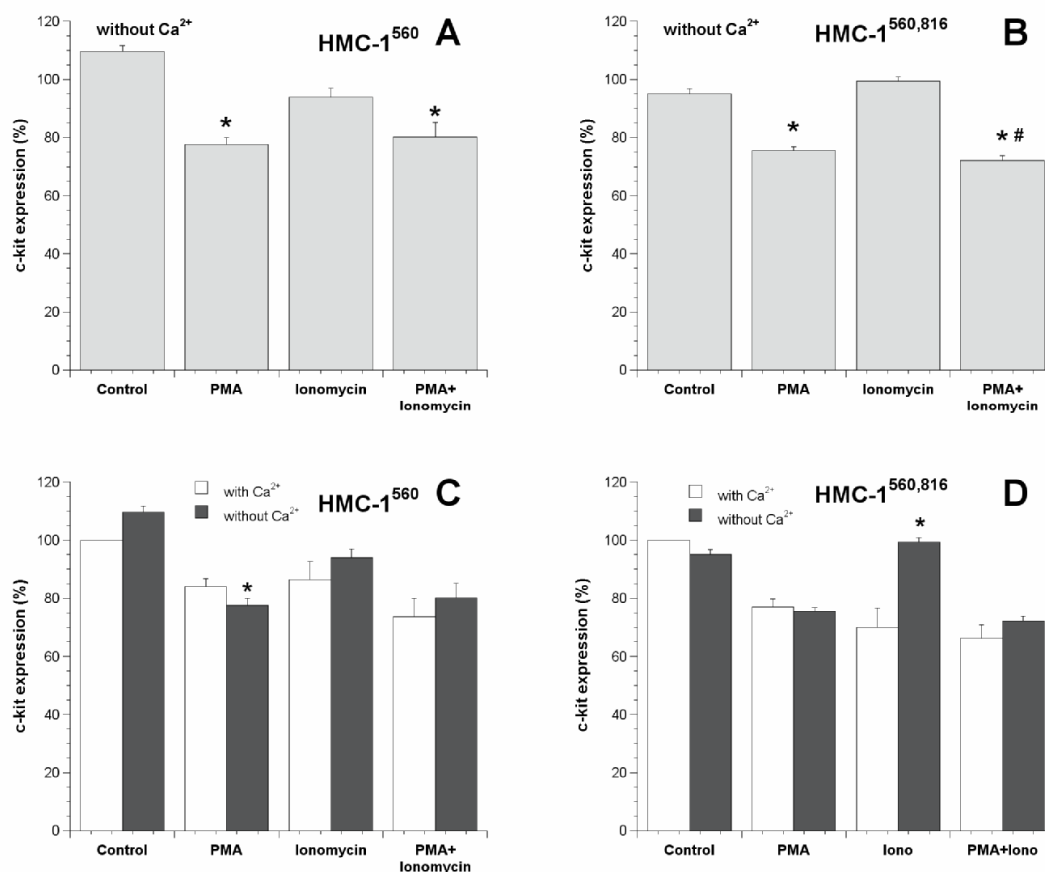 without Ca²⁺
HMC-1⁵⁶⁰
A
c-kit expression (%)
120
100
80
60
40
20
0
*
*
Control
PMA
Ionomycin
PMA+
Ionomycin
without Ca²⁺
HMC-1⁵⁶⁰,⁸¹⁶
B
c-kit expression (%)
120
100
80
60
40
20
0
*
* #
Control
PMA
Ionomycin
PMA+
Ionomycin
with Ca²⁺
without Ca²⁺
HMC-1⁵⁶⁰
C
c-kit expression (%)
120
100
80
60
40
20
0
*
Control
PMA
Ionomycin
PMA+
Ionomycin
with Ca²⁺
without Ca²⁺
HMC-1⁵⁶⁰,⁸¹⁶
D
c-kit expression (%)
120
100
80
60
40
20
0
*
Control
PMA
Iono
PMA+Iono